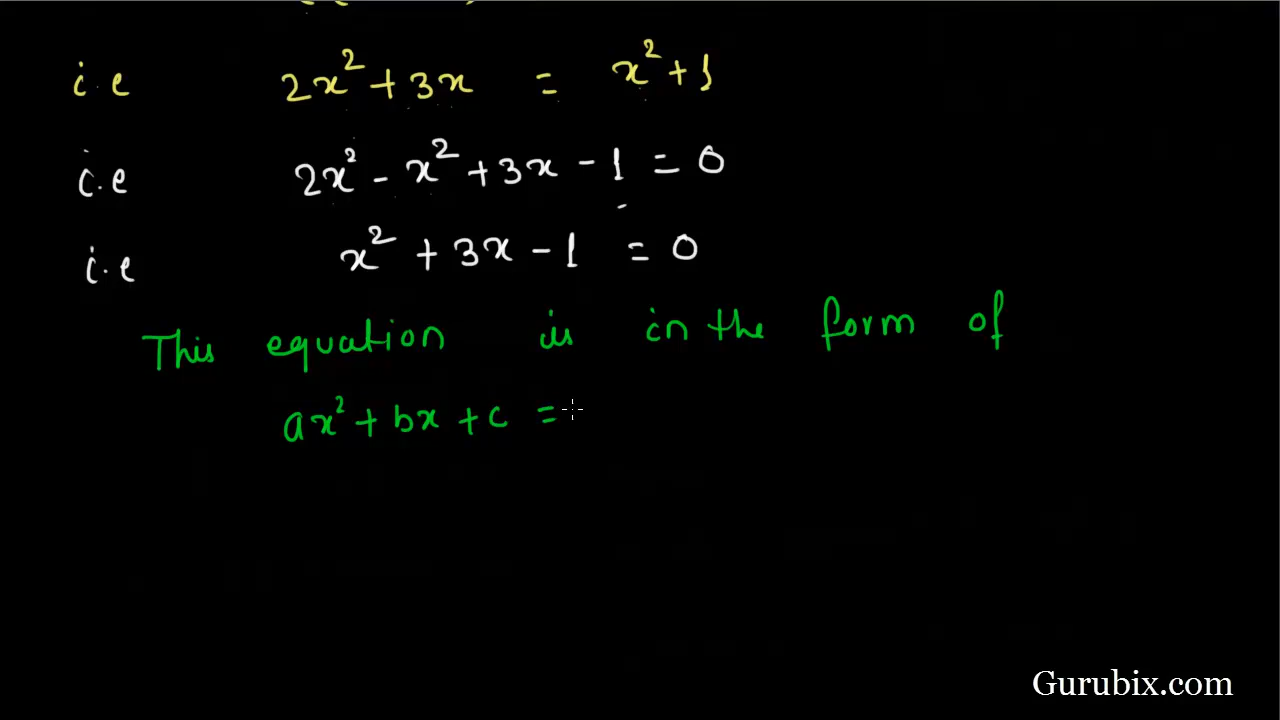 i.e 2x² + 3x = x² + 1
i.e 2x² - x² + 3x - 1 = 0
i.e x² + 3x - 1 = 0
This equation is in the form of
ax² + bx + c =
Gurubix.com